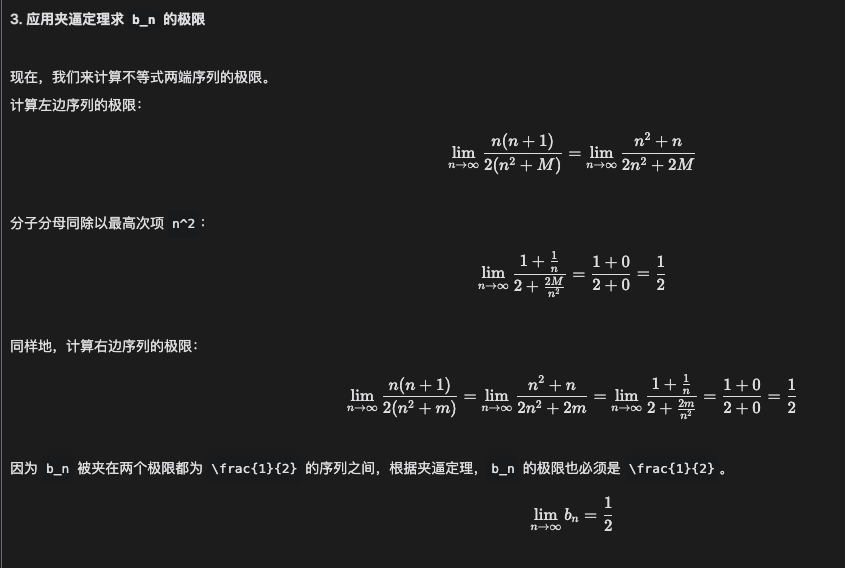 3. 应用夹逼定理求 b_n 的极限
现在，我们来计算不等式两端序列的极限。
计算左边序列的极限：
\lim_{n \to \infty} \frac{n(n+1)}{2(n^2+M)} = \lim_{n \to \infty} \frac{n^2+n}{2n^2+2M}
分子分母同除以最高次项 n^2：
\lim_{n \to \infty} \frac{1+\frac{1}{n}}{2+\frac{2M}{n^2}} = \frac{1+0}{2+0} = \frac{1}{2}
同样地，计算右边序列的极限：
\lim_{n \to \infty} \frac{n(n+1)}{2(n^2+m)} = \lim_{n \to \infty} \frac{n^2+n}{2n^2+2m} = \lim_{n \to \infty} \frac{1+\frac{1}{n}}{2+\frac{2m}{n^2}} = \frac{1+0}{2+0} = \frac{1}{2}
因为 b_n 被夹在两个极限都为 \frac{1}{2} 的序列之间，根据夹逼定理， b_n 的极限也必须是 \frac{1}{2}。
\lim_{n \to \infty} b_n = \frac{1}{2}